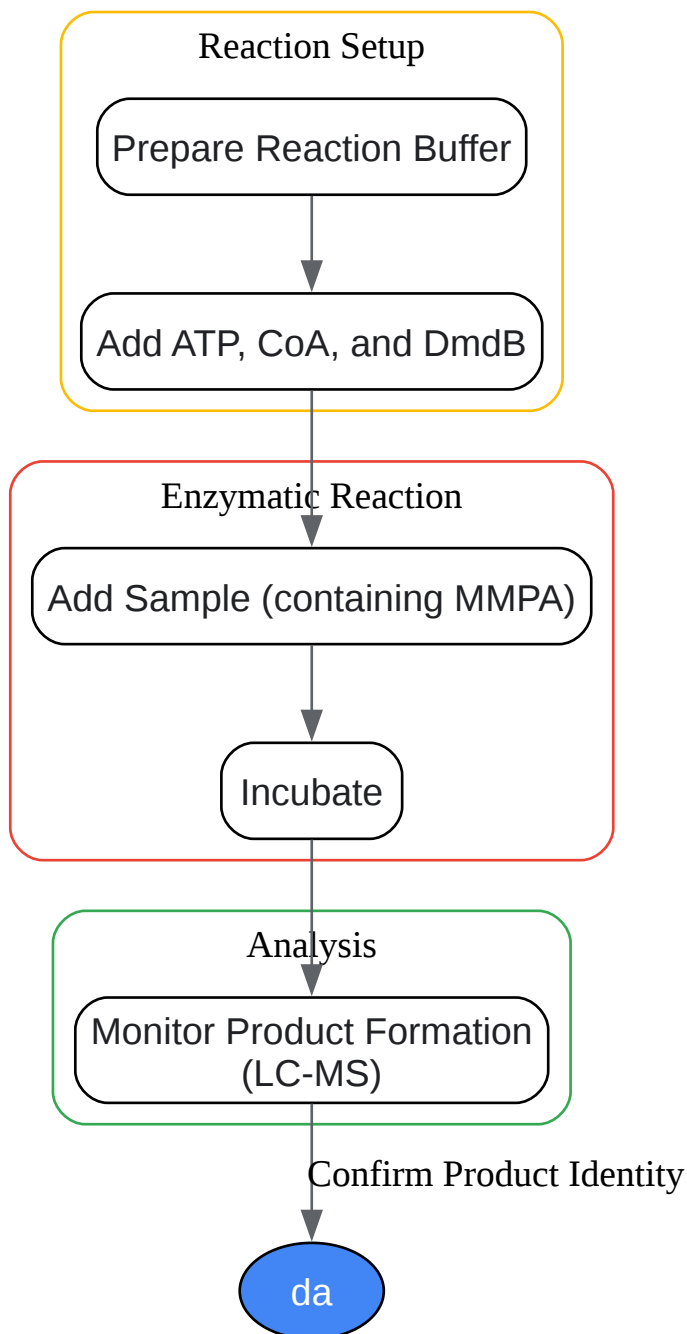 Reaction Setup
Prepare Reaction Buffer
Add ATP, CoA, and DmdB
Enzymatic Reaction
Add Sample (containing MMPA)
Incubate
Analysis
Monitor Product Formation
(LC-MS)
Confirm Product Identity
da